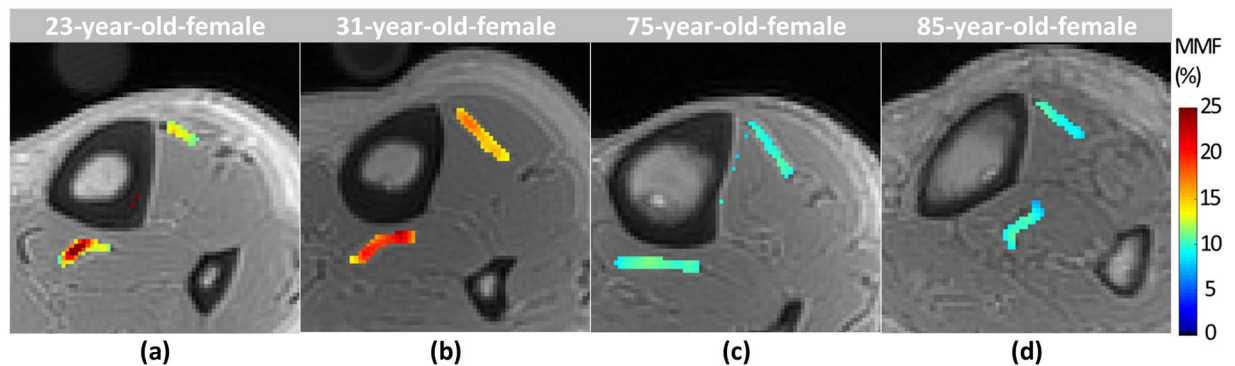 23-year-old-female
31-year-old-female
75-year-old-female
85-year-old-female
MMF
(%)
25
20
15
10
5
0
(a)
(b)
(c)
(d)